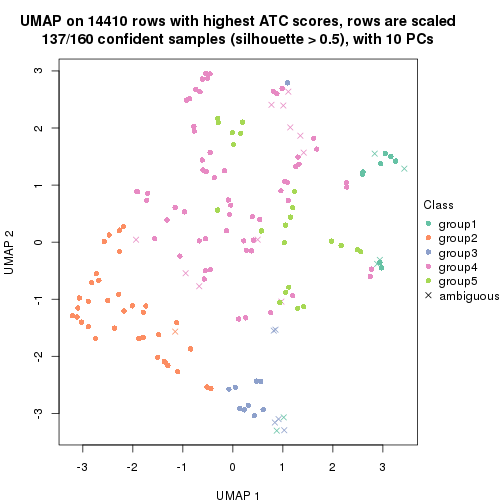 UMAP on 14410 rows with highest ATC scores, rows are scaled
137/160 confident samples (silhouette > 0.5), with 10 PCs
3
2
1
0
-1
-2
-3
UMAP 2
-3
-2
-1
0
1
2
3
UMAP 1
Class
group1
group2
group3
group4
group5
ambiguous